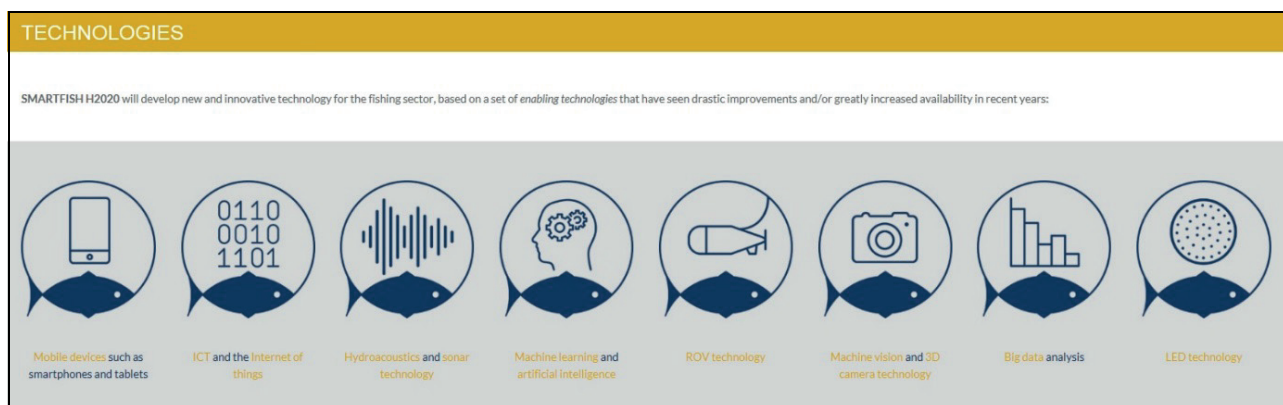 TECHNOLOGIES
SMARTFISH H2020 will develop new and innovative technology for the fishing sector, based on a set of enabling technologies that have seen drastic improvements and/or greatly increased availability in recent years:
0110
0010
1101
Mobile devices such as
smartphones and tablets
ICT and the Internet of
things
Hydroacoustics and sonar
technology
Machine learning and
artificial intelligence
ROV technology
Machine vision and 3D
camera technology
Big data analysis
LED technology